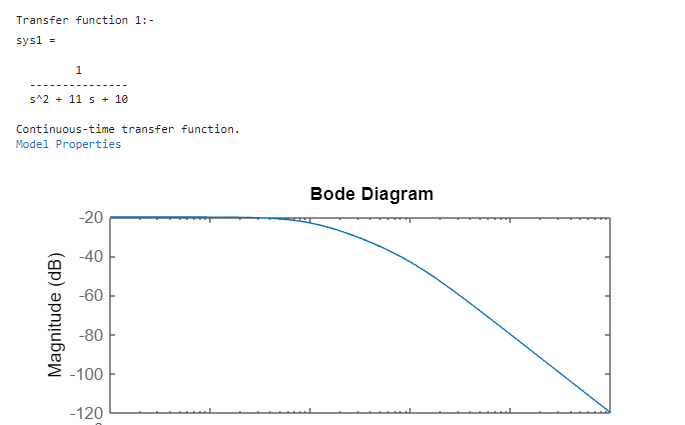 Transfer function 1:-
sys1 =
1
---------------
s^2 + 11 s + 10
Continuous-time transfer function.
Model Properties
Bode Diagram
Magnitude (dB)
-20
-40
-60
-80
-100
-120